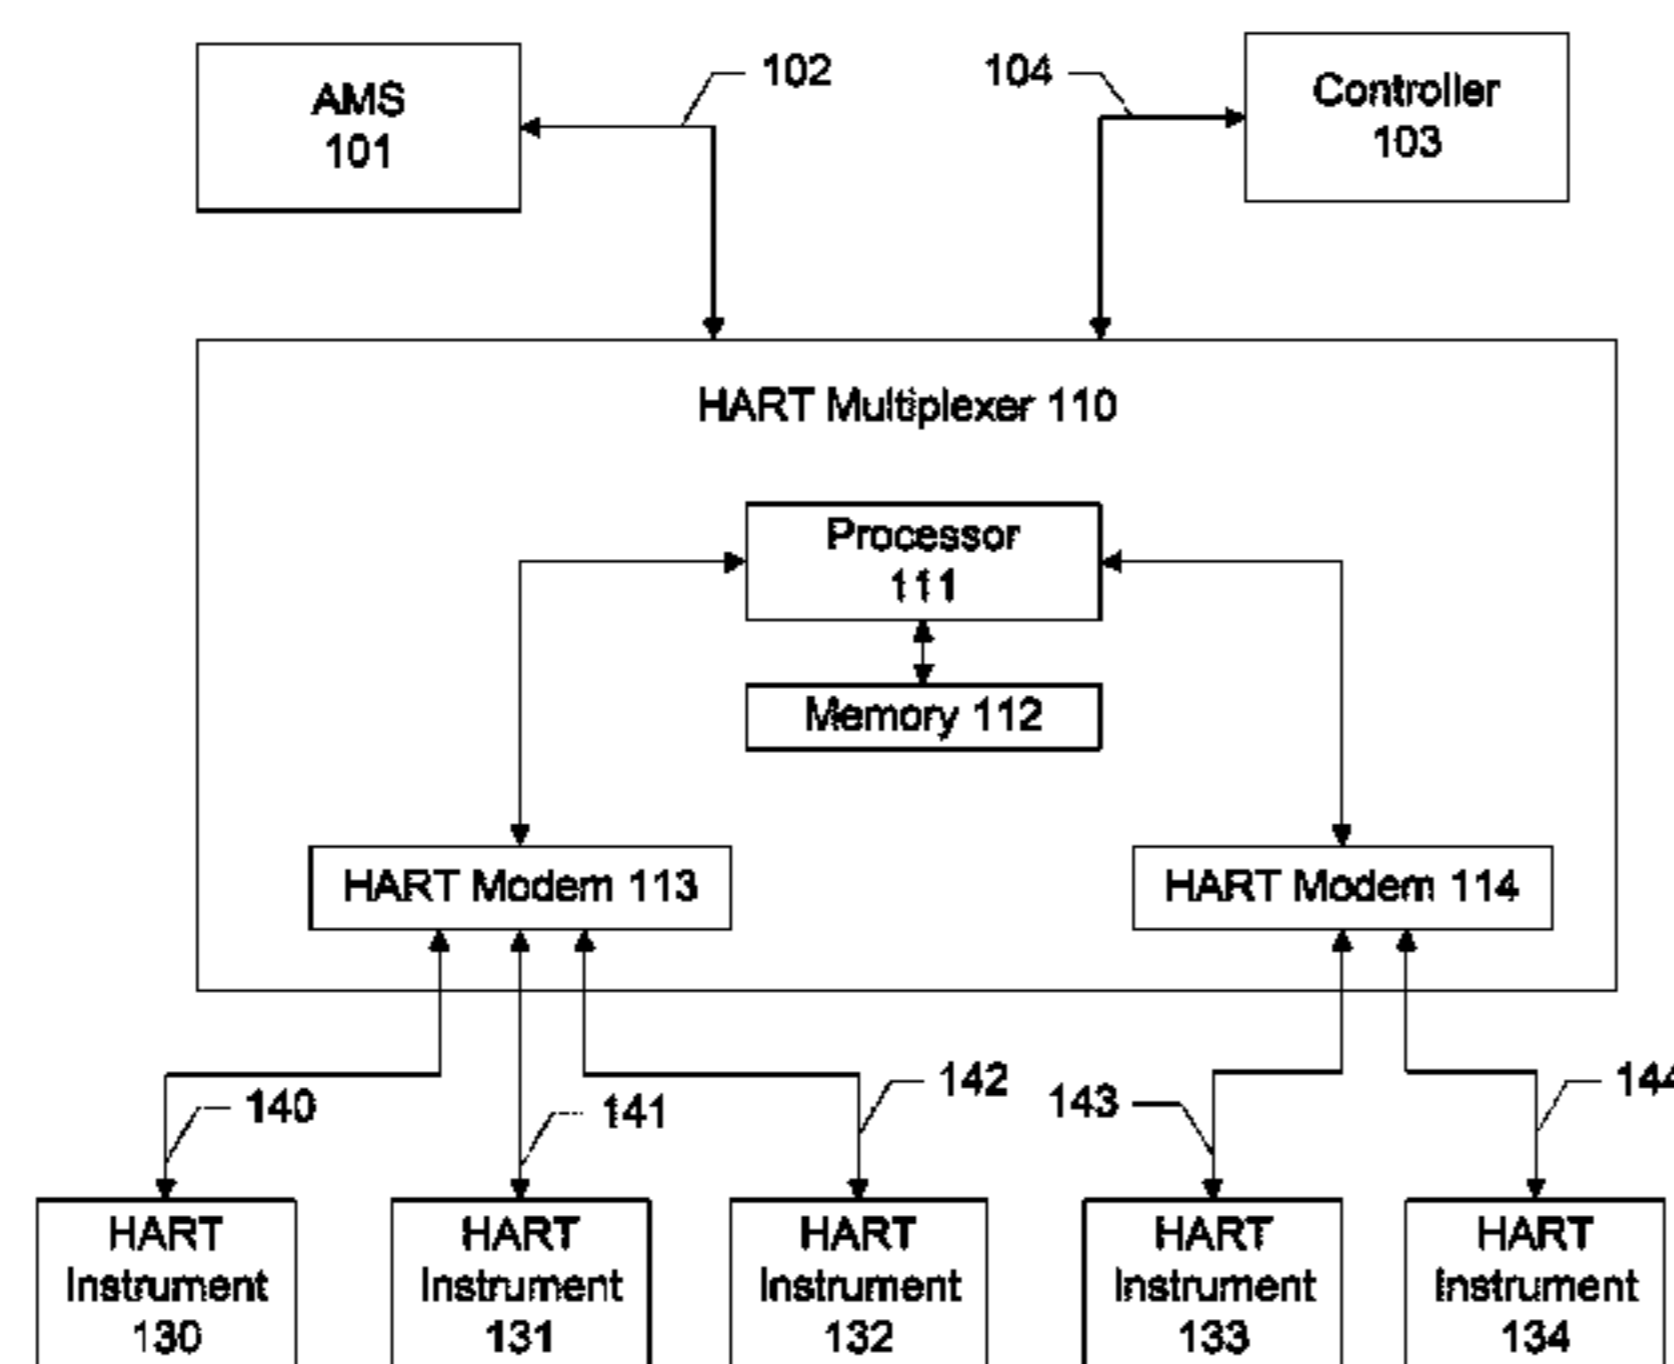 AMS
101
102
104
Controller
103
HART Multiplexer 110
Processor
111
Memory 112
HART Modem 113
HART Modem 114
140
141
142
143
144
HART
Instrument
130
HART
Instrument
131
HART
Instrument
132
HART
Instrument
133
HART
Instrument
134